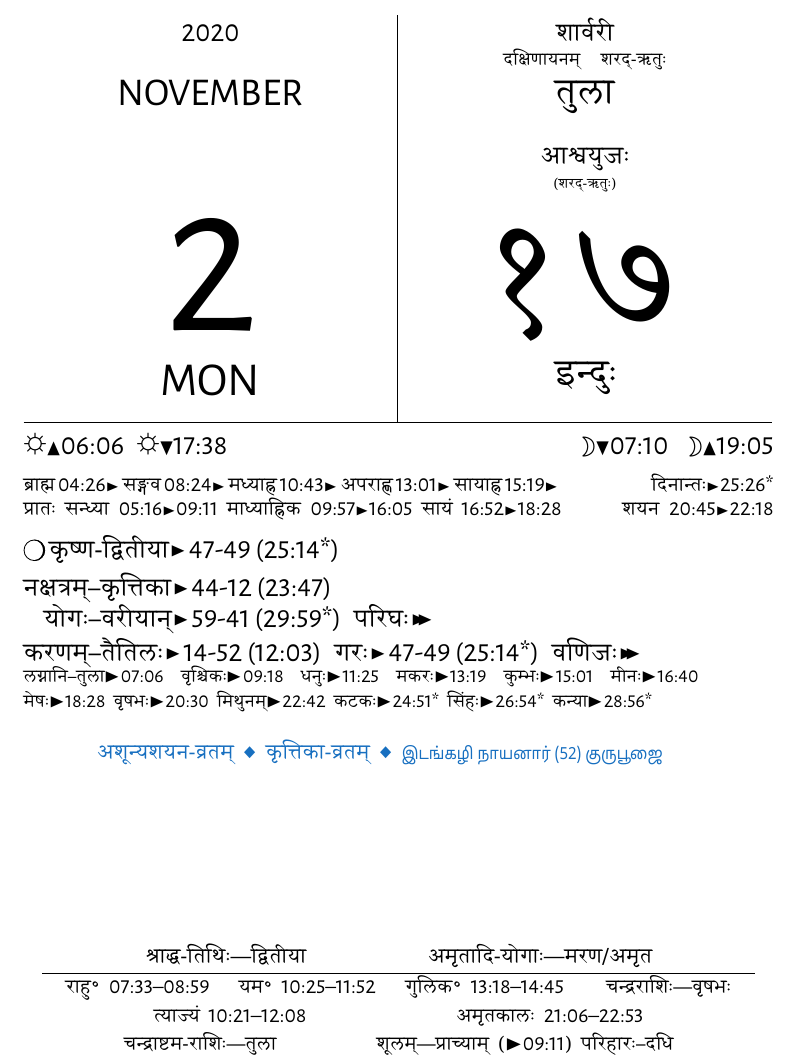 2020
NOVEMBER
2
MON
शार्वरी
दक्षिणायनम् शरद्-ऋतुः
तुला
आश्वयुजः
(शरद्-ऋतुः)
१७
इन्दुः
☼▲06:06 ☼▼17:38 ☽▼07:10 ☽▲19:05
ब्राह्म 04:26► सङ्गव 08:24► मध्याह्न 10:43► अपराह्ण 13:01► सायाह्न 15:19► दिनान्तः►25:26*
प्रातः सन्ध्या 05:16►09:11 माध्याह्निक 09:57►16:05 सायं 16:52►18:28 शयन 20:45►22:18
❍ कृष्ण-द्वितीया►47-49 (25:14*)
नक्षत्रम्–कृत्तिका►44-12 (23:47)
योगः–वरीयान्►59-41 (29:59*) परिघः►►
करणम्–तैतिलः►14-52 (12:03) गरः►47-49 (25:14*) वणिजः►►
लग्नानि–तुला►07:06 वृश्चिकः►09:18 धनुः►11:25 मकरः►13:19 कुम्भः►15:01 मीनः►16:40
मेषः►18:28 वृषभः►20:30 मिथुनम्►22:42 कटकः►24:51* सिंहः►26:54* कन्या►28:56*
अशून्यशयन-व्रतम् ◆ कृत्तिका-व्रतम् ◆ இடங்கழி நாயனார் (52) குருபூஜை
श्राद्ध-तिथिः—द्वितीया अमृतादि-योगाः—मरण/अमृत
राहु° 07:33–08:59 यम° 10:25–11:52 गुलिक° 13:18–14:45 चन्द्रराशिः—वृषभः
त्याज्यं 10:21–12:08 अमृतकालः 21:06–22:53
चन्द्राष्टम-राशिः—तुला शूलम्—प्राच्याम् (►09:11) परिहारः–दधि